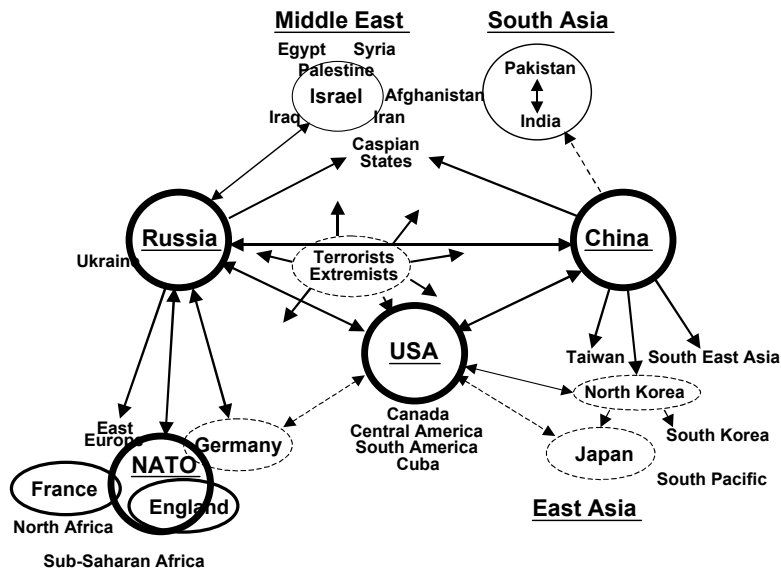 Middle East
South Asia
Egypt
Syria
Palestine
Israel
Afghanistan
Iraq
Iran
Pakistan
India
Caspian
States
Russia
China
Ukraine
Terrorists
Extremists
USA
Taiwan
South East Asia
North Korea
Canada
Central America
South America
Cuba
South Korea
Japan
South Pacific
East Asia
East
Europe
Germany
NATO
France
England
North Africa
Sub-Saharan Africa